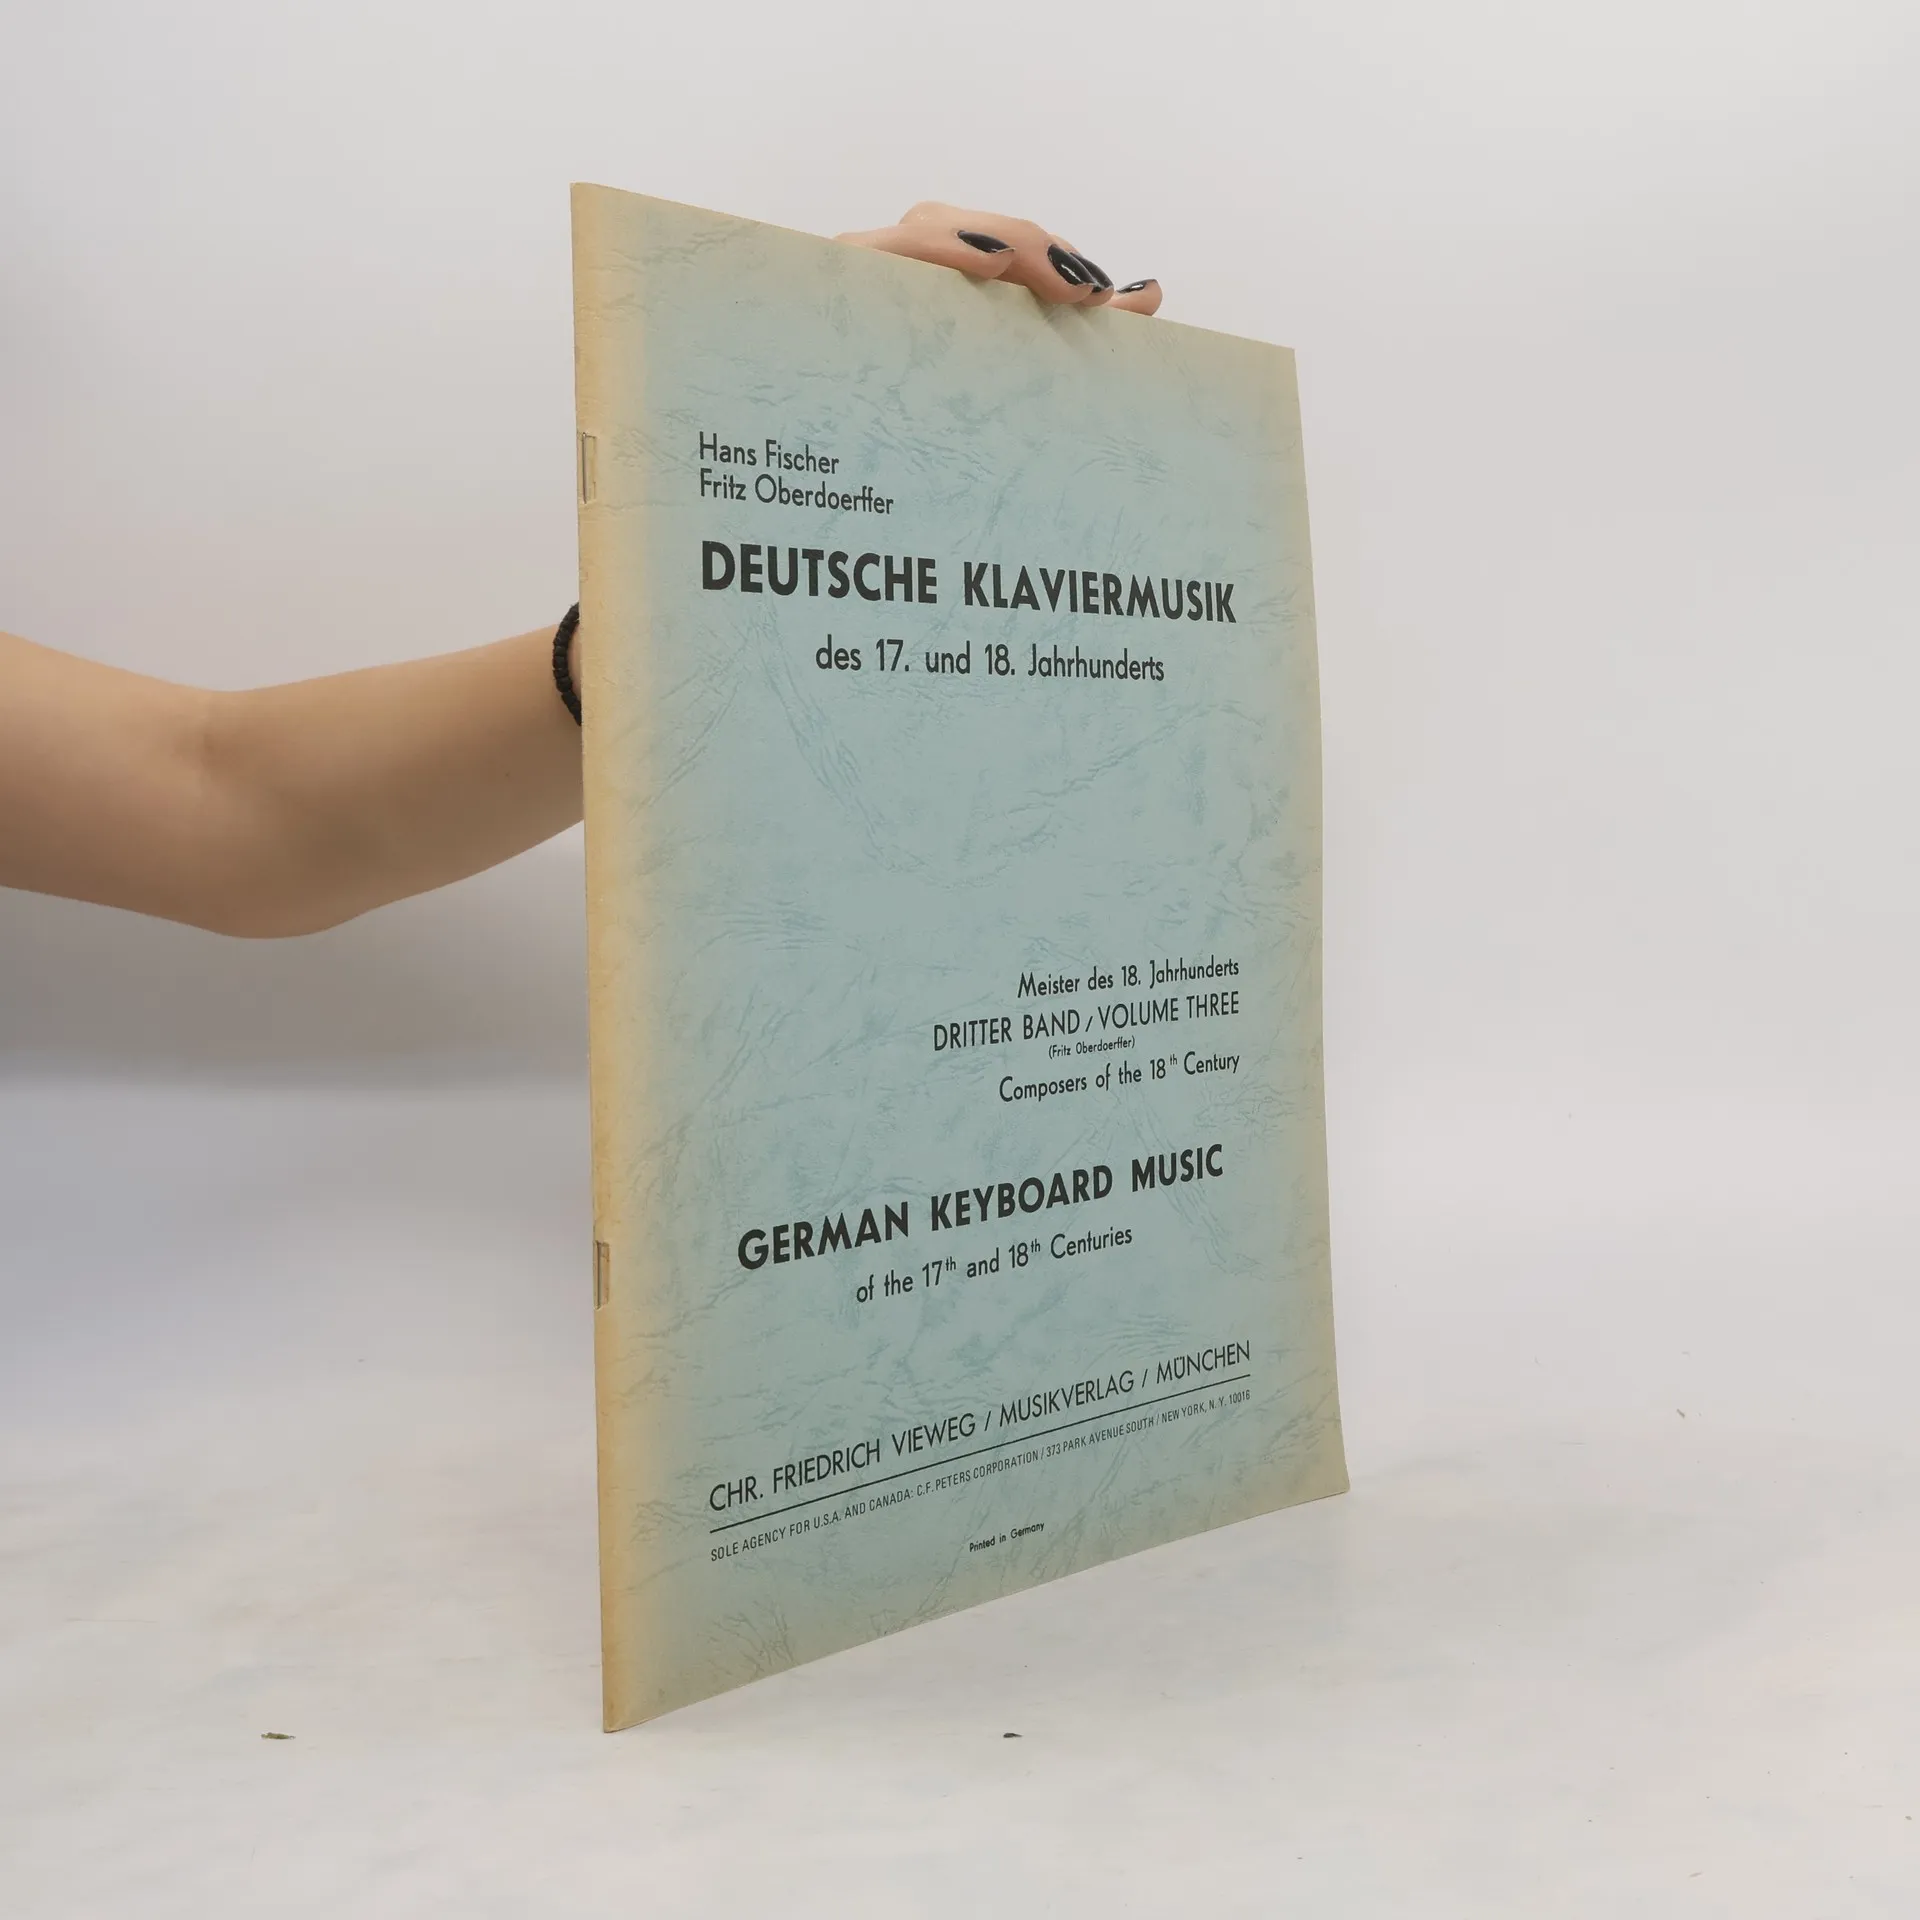 Hans Fischer
Fritz Oberdoerffer
DEUTSCHE KLAVIERMUSIK
des 17. und 18. Jahrhunderts
Meister des 18. Jahrhunderts
DRITTER BAND / VOLUME THREE
(Fritz Oberdoerffer)
Composers of the 18th Century
GERMAN KEYBOARD MUSIC
of the 17th and 18th Centuries
CHR. FRIEDRICH VIEWEG / MUSIKVERLAG / MÜNCHEN
SOLE AGENCY FOR U.S.A. AND CANADA: C.F. PETERS CORPORATION / 373 PARK AVENUE SOUTH / NEW YORK, N. Y. 10016
Printed in Germany